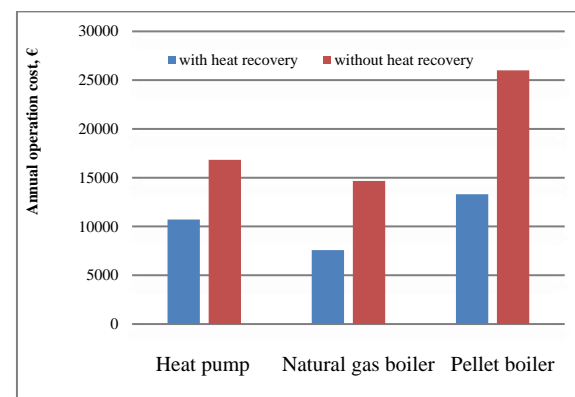 Annual operation cost, €
30000
25000
20000
15000
10000
5000
0
with heat recovery
without heat recovery
Heat pump
Natural gas boiler
Pellet boiler